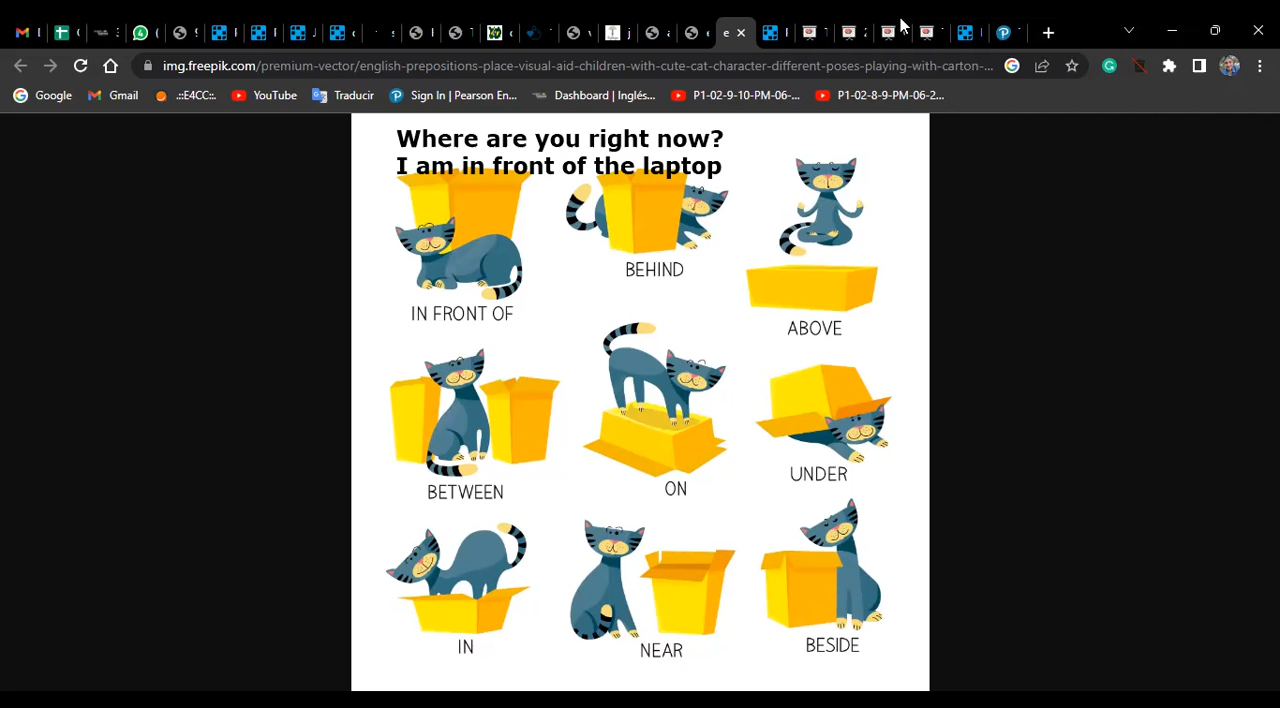 img.freepik.com/premium-vector/english-prepositions-place-visual-aid-children-with-cute-cat-character-different-poses-playing-with-carton-...
Google Gmail .::E4CC::. YouTube Traducir Sign In | Pearson En... Dashboard | Inglés... P1-02-9-10-PM-06-... P1-02-8-9-PM-06-2...
Where are you right now?
I am in front of the laptop
IN FRONT OF
BEHIND
ABOVE
BETWEEN
ON
UNDER
IN
NEAR
BESIDE